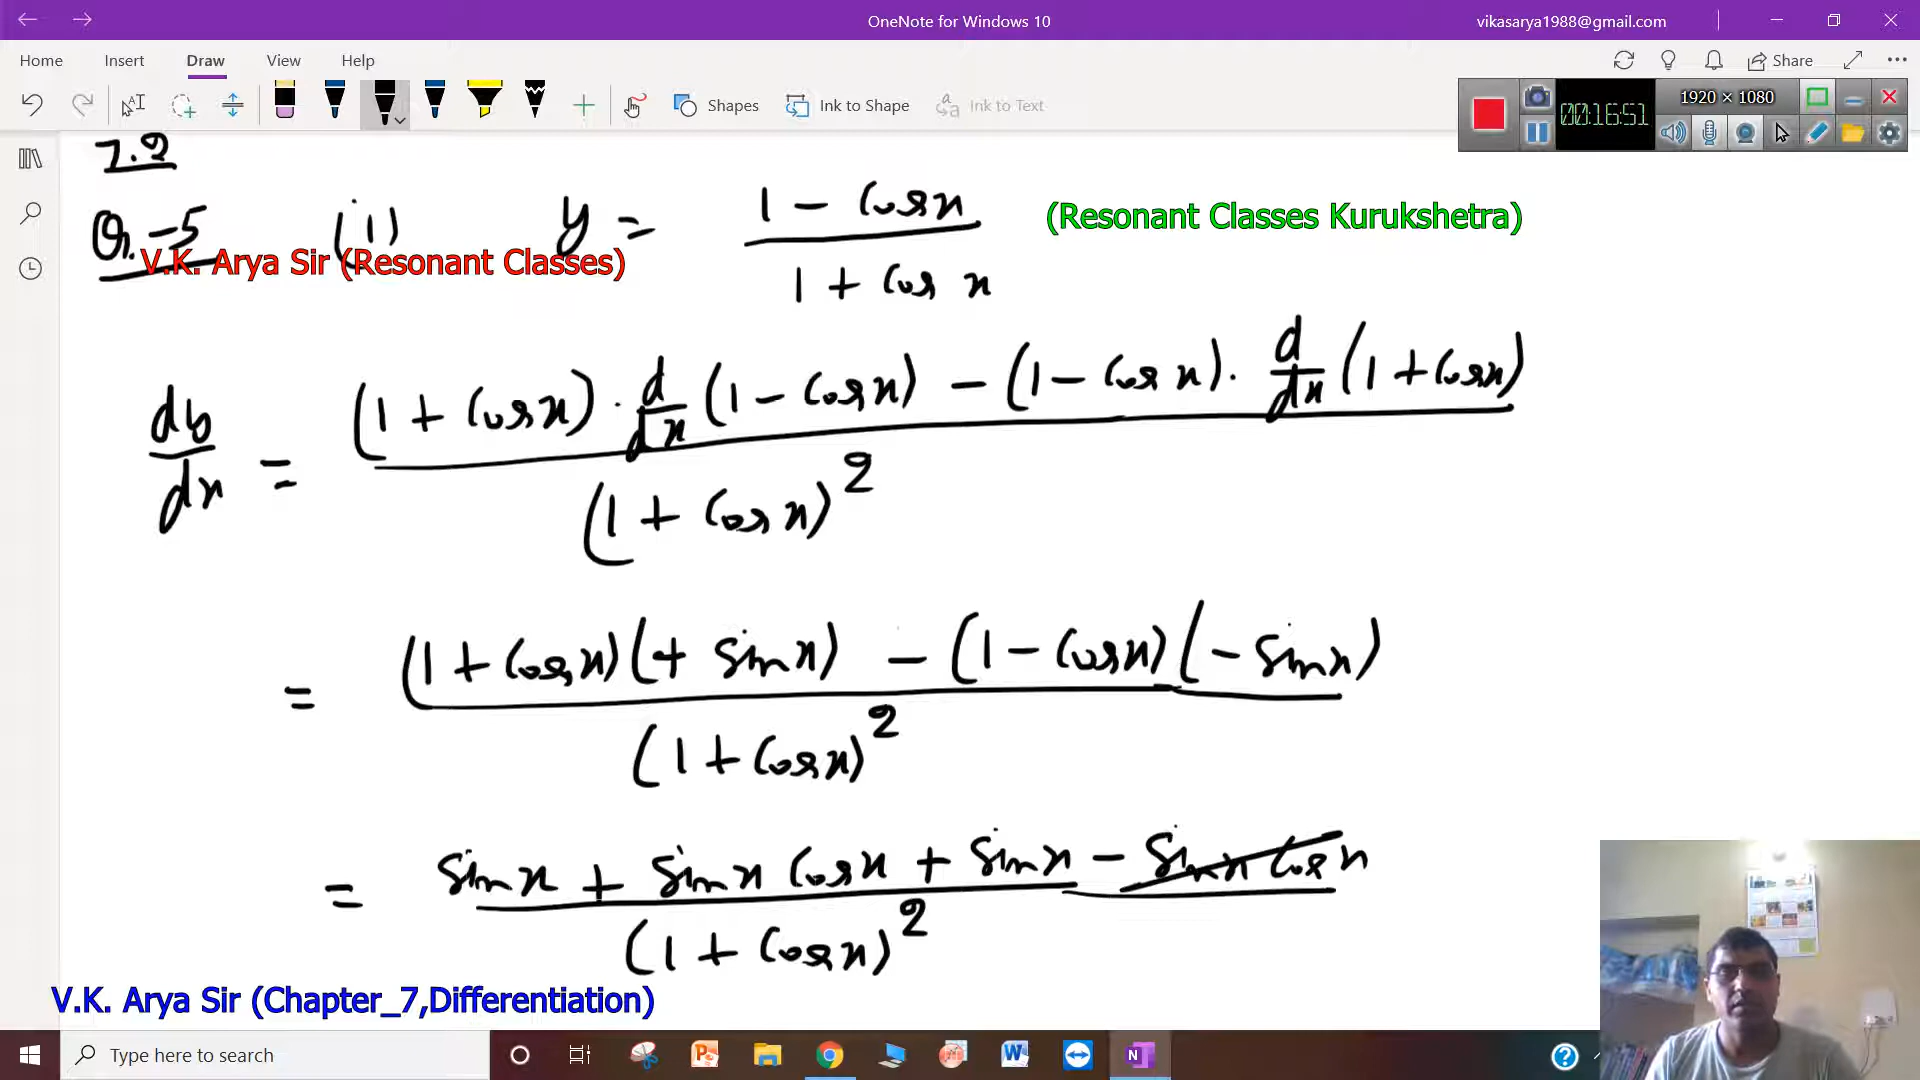 OneNote for Windows 10
vikasarya1988@gmail.com
Home Insert Draw View Help
Share
Shapes Ink to Shape Ink to Text
1920 × 1080
00:16:51
7.2
Q.-5 (i) y = (1 - Cos x) / (1 + Cos x)
(Resonant Classes Kurukshetra)
V.K. Arya Sir (Resonant Classes)
dy/dx = ((1 + Cos x) · d/dx (1 - Cos x) - (1 - Cos x) · d/dx (1 + Cos x)) / (1 + Cos x)²
= ((1 + Cos x)(+ sin x) - (1 - Cos x)(- sin x)) / (1 + Cos x)²
= (sin x + sin x Cos x + sin x - sin x Cos x) / (1 + Cos x)²
V.K. Arya Sir (Chapter_7,Differentiation)
Type here to search